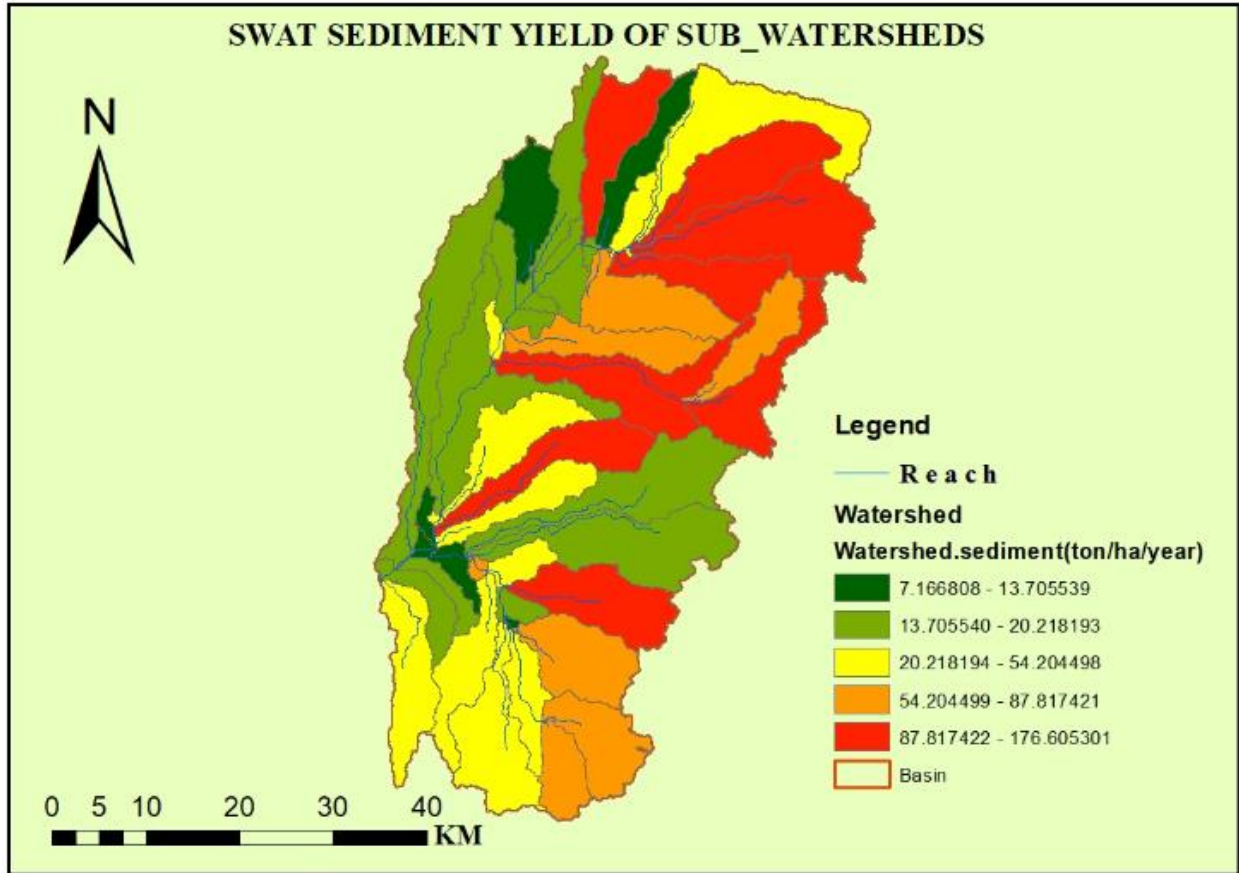 SWAT SEDIMENT YIELD OF SUB_WATERSHEDS
N
Legend
Reach
Watershed
Watershed.sediment(ton/ha/year)
7.166808 - 13.705539
13.705540 - 20.218193
20.218194 - 54.204498
54.204499 - 87.817421
87.817422 - 176.605301
Basin
0 5 10 20 30 40
KM